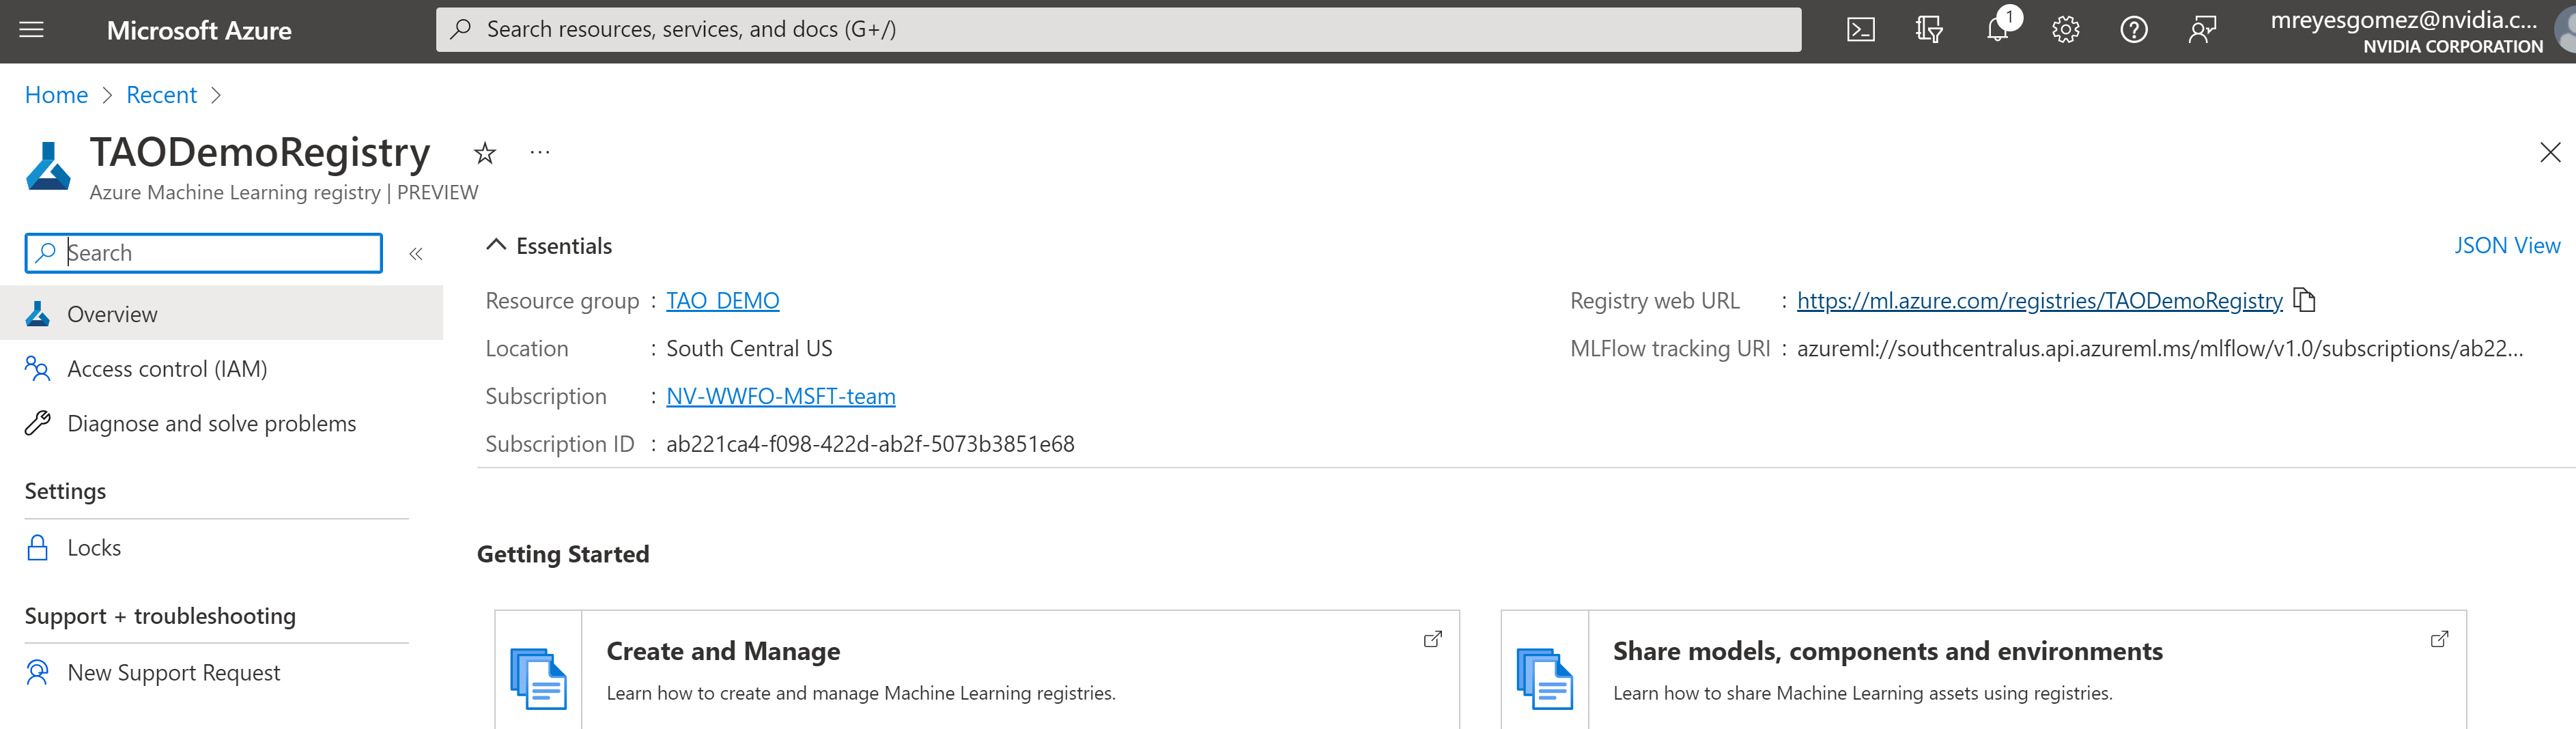 Microsoft Azure
Search resources, services, and docs (G+/)
1
mreyesgomez@nvidia.c...
NVIDIA CORPORATION
Home > Recent >
TAODemoRegistry
Azure Machine Learning registry | PREVIEW
Search
Overview
Access control (IAM)
Diagnose and solve problems
Settings
Locks
Support + troubleshooting
New Support Request
Essentials
JSON View
Resource group : TAO_DEMO
Location : South Central US
Subscription : NV-WWFO-MSFT-team
Subscription ID : ab221ca4-f098-422d-ab2f-5073b3851e68
Registry web URL : https://ml.azure.com/registries/TAODemoRegistry
MLFlow tracking URI : azureml://southcentralus.api.azureml.ms/mlflow/v1.0/subscriptions/ab22...
Getting Started
Create and Manage
Learn how to create and manage Machine Learning registries.
Share models, components and environments
Learn how to share Machine Learning assets using registries.